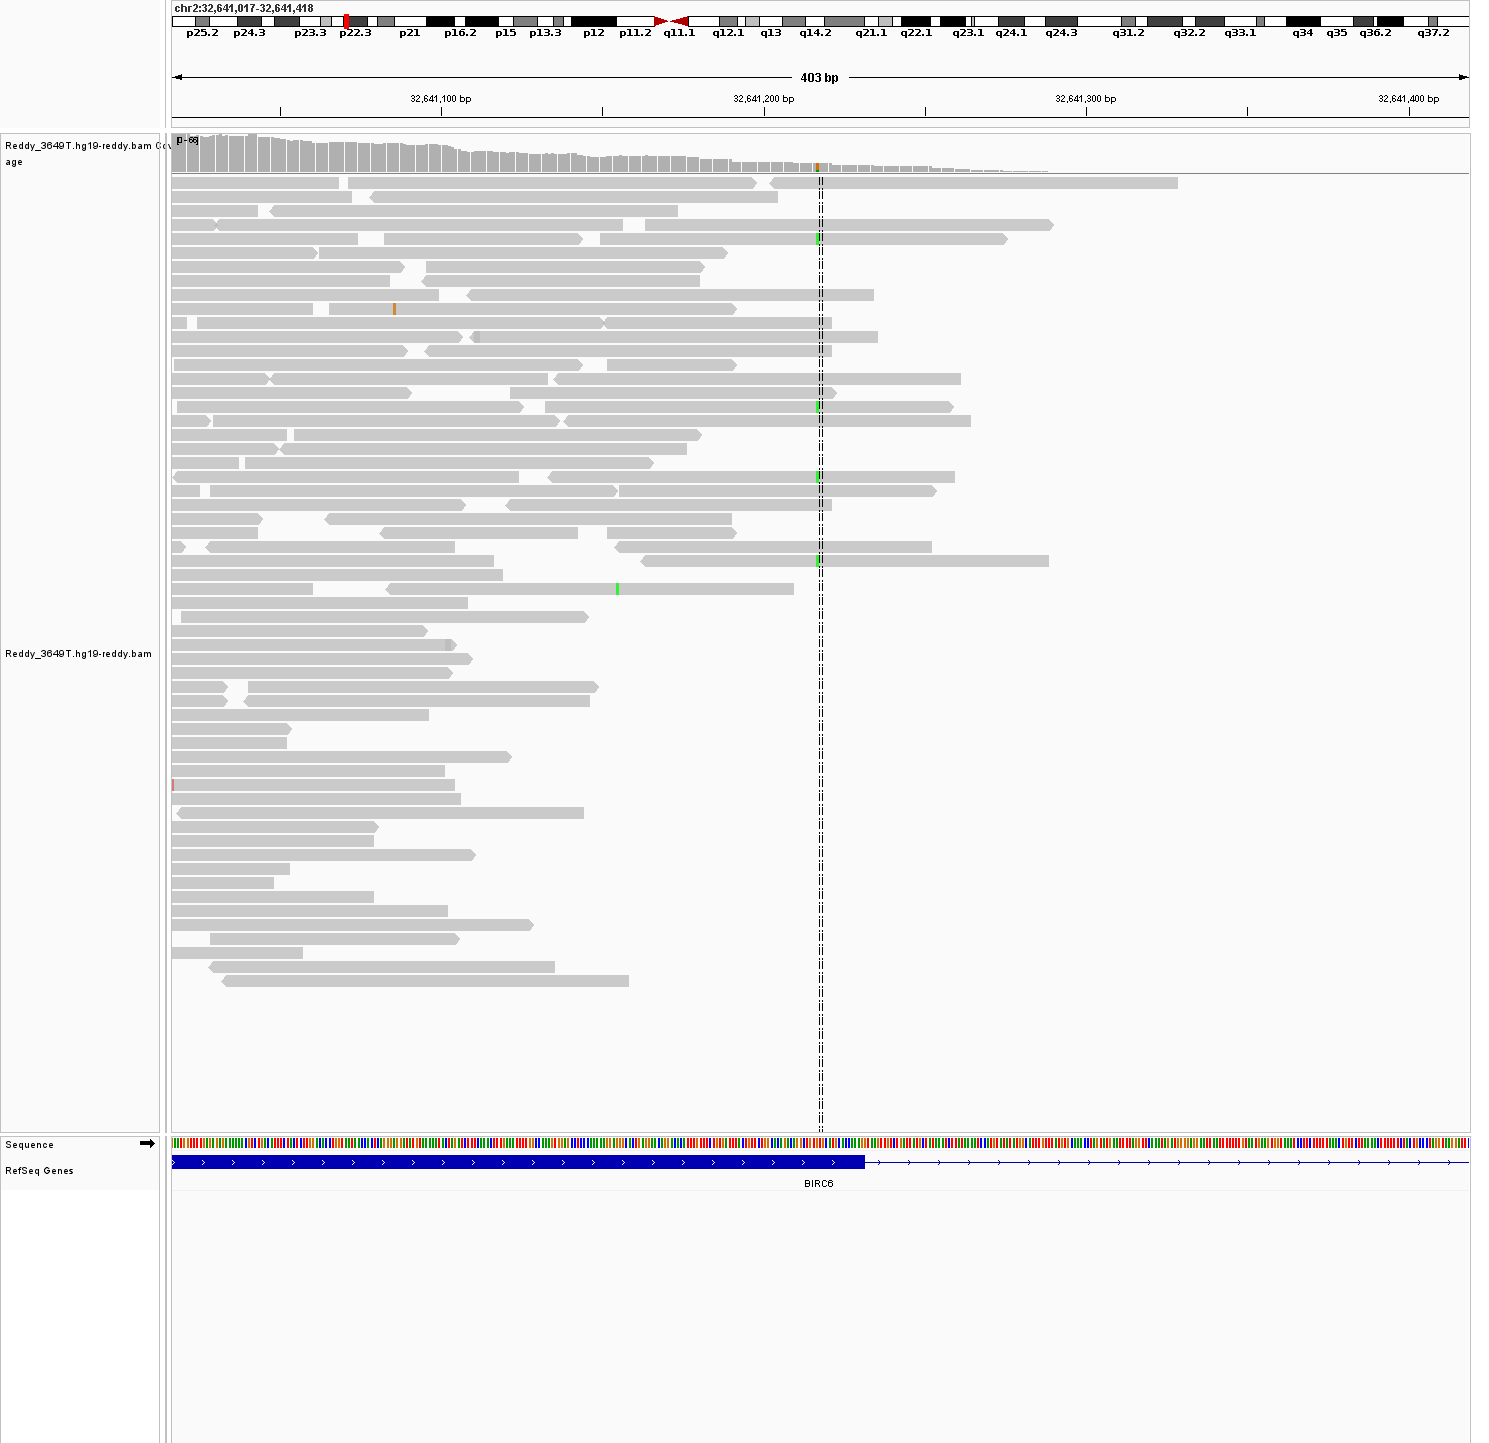 chr2:32,641,017-32,641,418
p25.2 p24.3 p23.3 p22.3 p21 p16.2 p15 p13.3 p12 p11.2 q11.1 q12.1 q13 q14.2 q21.1 q22.1 q23.1 q24.1 q24.3 q31.2 q32.2 q33.1 q34 q35 q36.2 q37.2
403 bp
32,641,100 bp 32,641,200 bp 32,641,300 bp 32,641,400 bp
Reddy_3649T.hg19-reddy.bam Cov
age
[0 - 66]
Reddy_3649T.hg19-reddy.bam
Sequence
RefSeq Genes
BIRC6